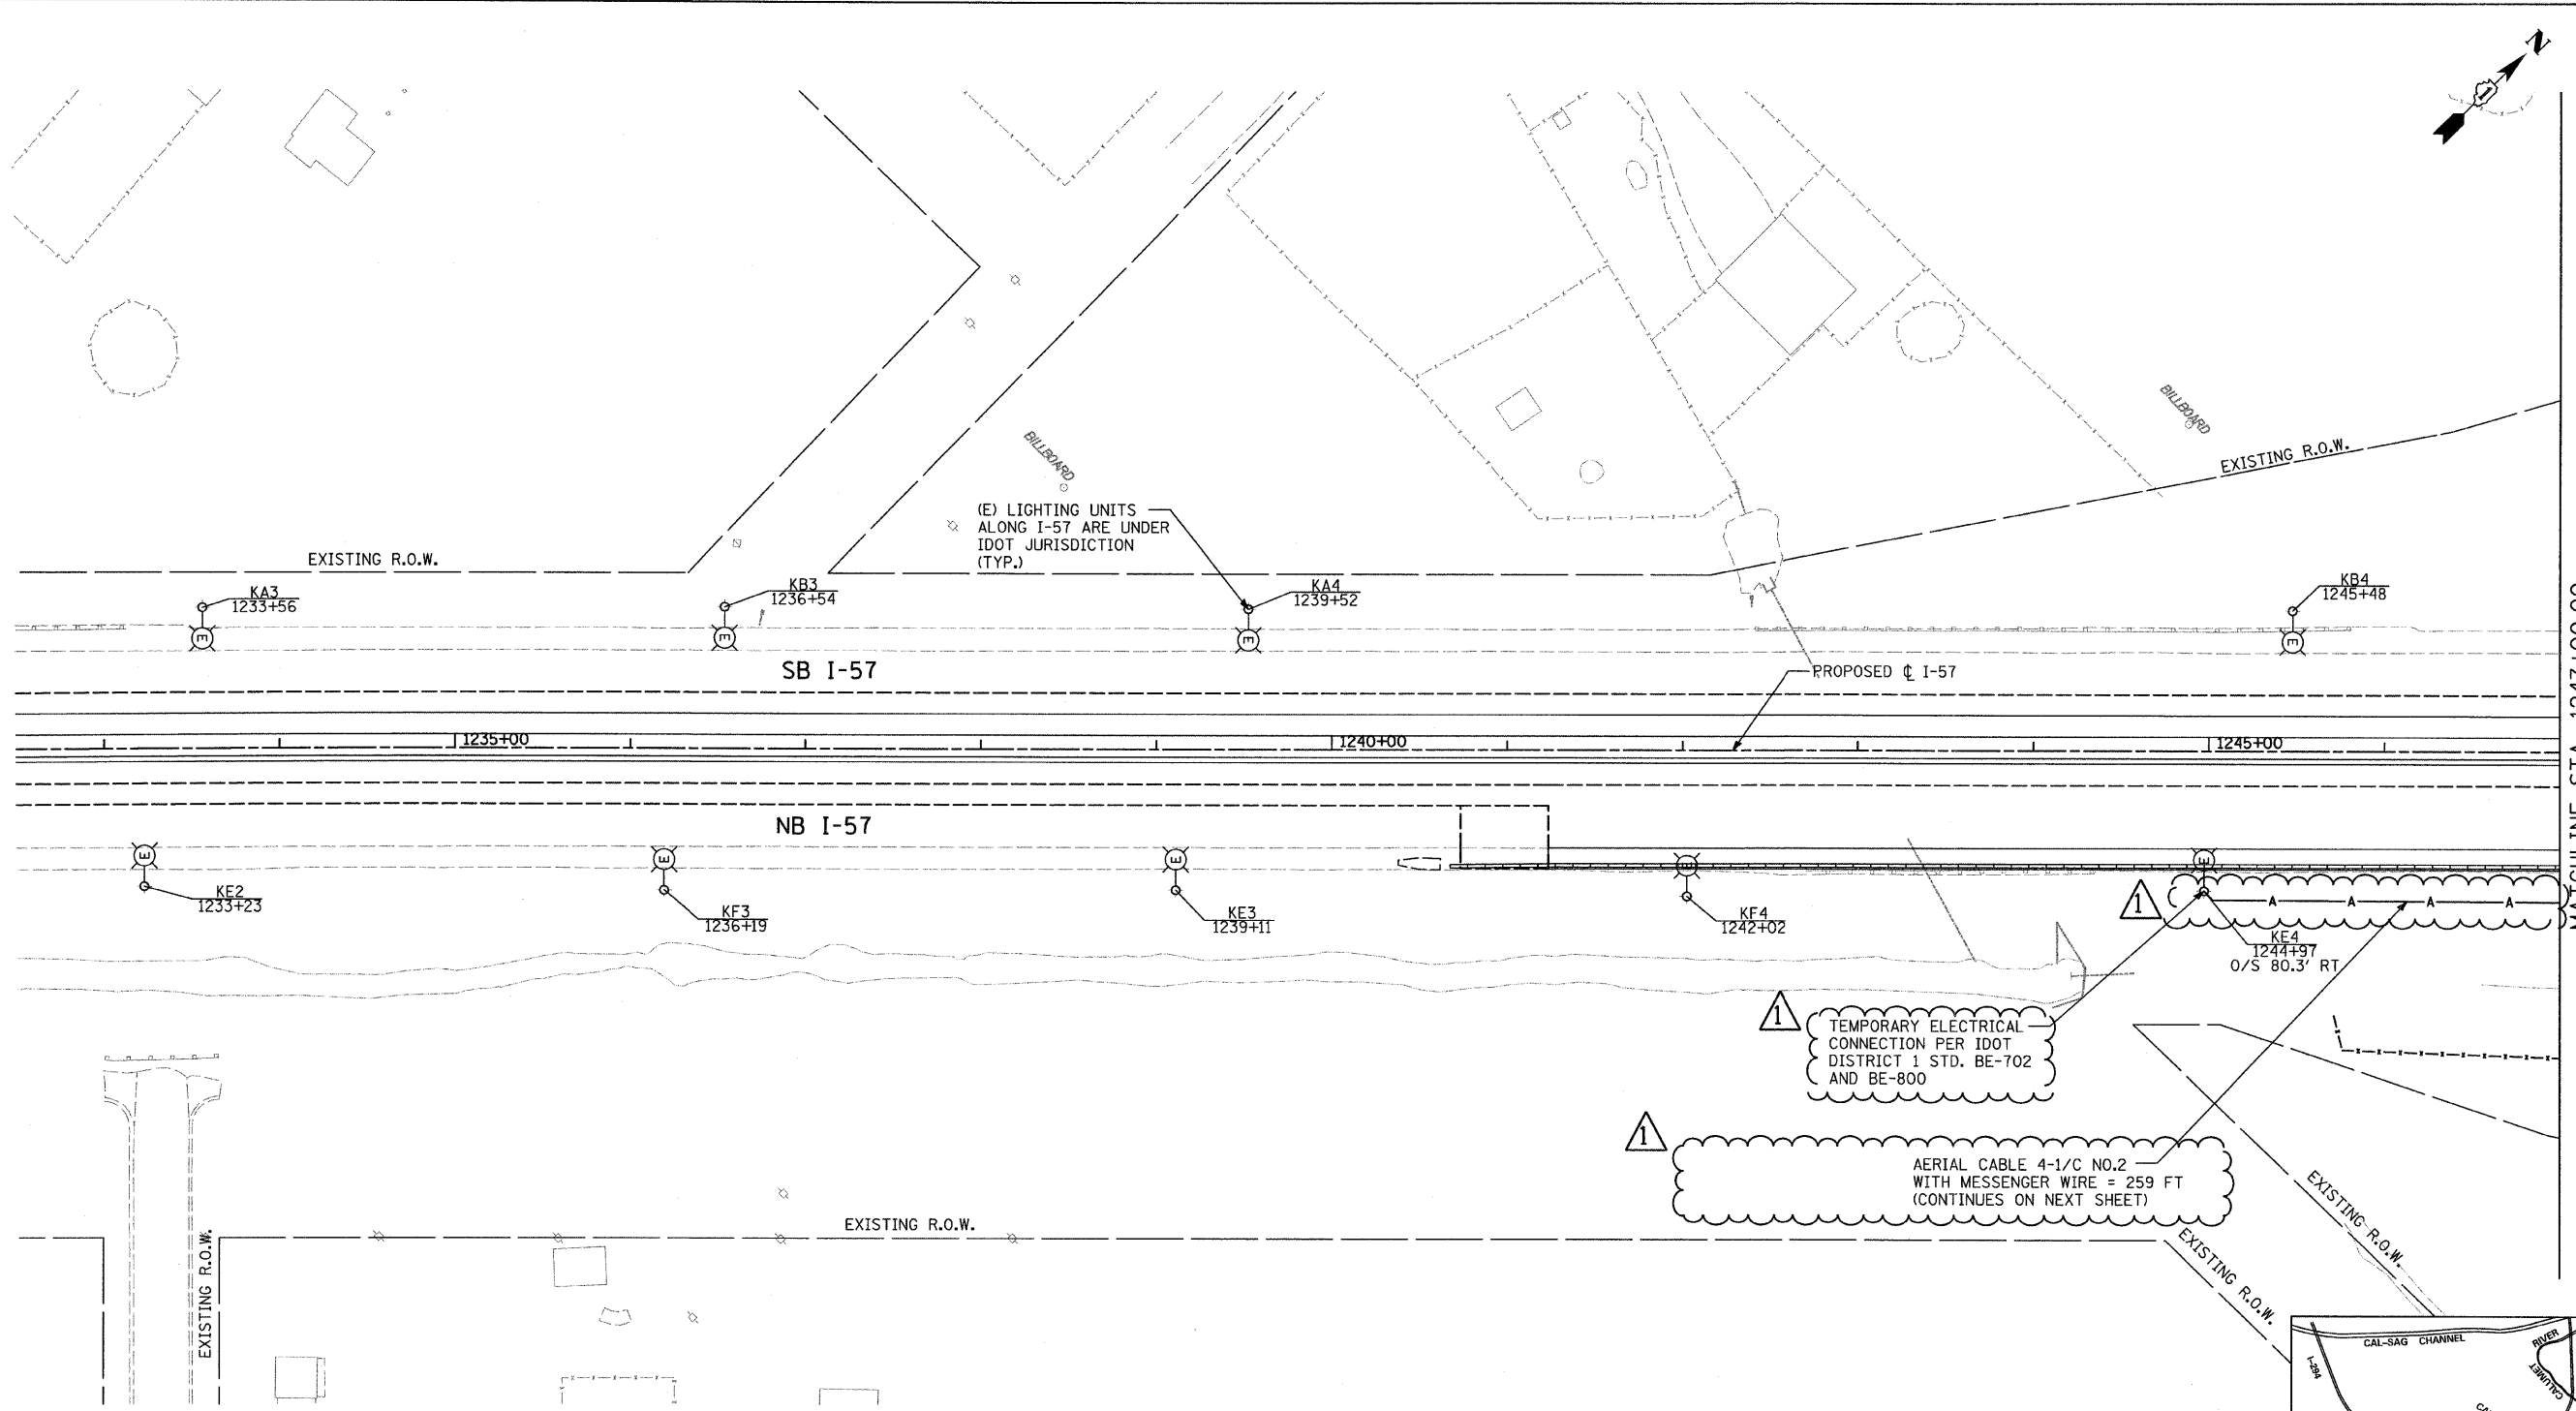 N
1
BILLBOARD
BILLBOARD
EXISTING R.O.W.
(E) LIGHTING UNITS
ALONG I-57 ARE UNDER
IDOT JURISDICTION
(TYP.)
EXISTING R.O.W.
KA3
1233+56
KB3
1236+54
KA4
1239+52
KB4
1245+48
E
E
E
E
SB I-57
PROPOSED ℄ I-57
1235+00
1240+00
1245+00
NB I-57
E
E
E
E
E
KE2
1233+23
KF3
1236+19
KE3
1239+11
KF4
1242+02
1
A
A
A
A
KE4
1244+97
O/S 80.3' RT
1
TEMPORARY ELECTRICAL
CONNECTION PER IDOT
DISTRICT 1 STD. BE-702
AND BE-800
1
AERIAL CABLE 4-1/C NO.2
WITH MESSENGER WIRE = 259 FT
(CONTINUES ON NEXT SHEET)
EXISTING R.O.W.
EXISTING R.O.W.
EXISTING R.O.W.
EXISTING R.O.W.
CAL-SAG CHANNEL
RIVER
CALUMET
I-294